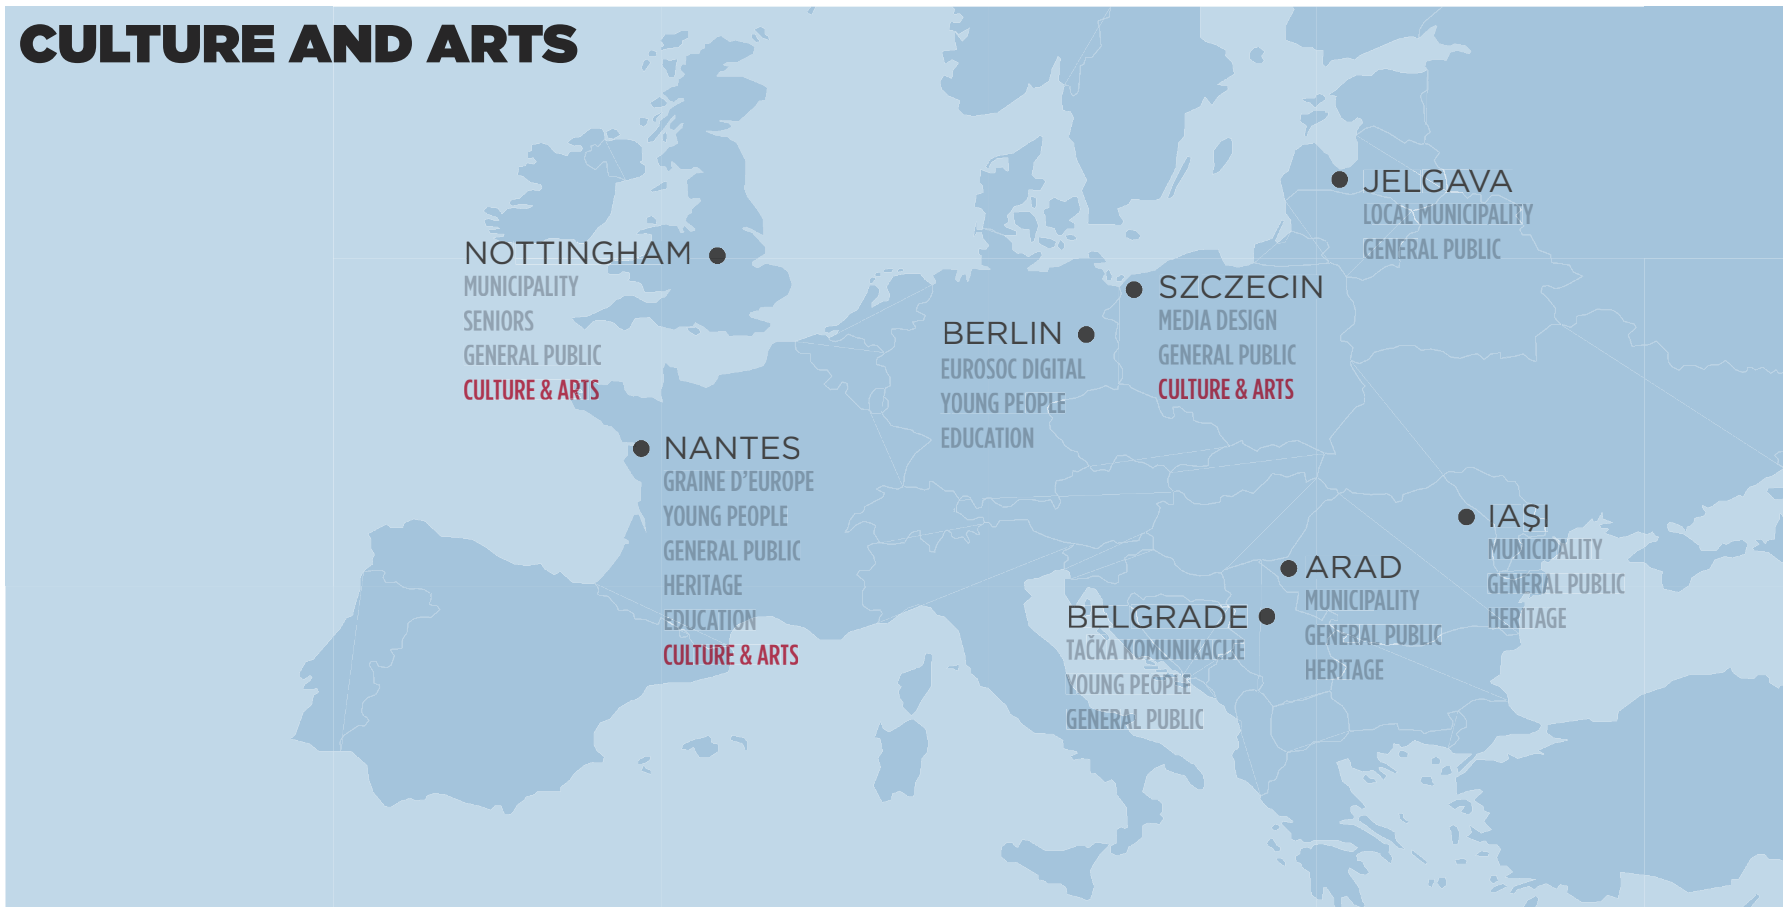 CULTURE AND ARTS
JELGAVA
LOCAL MUNICIPALITY
GENERAL PUBLIC
NOTTINGHAM
MUNICIPALITY
SENIORS
GENERAL PUBLIC
CULTURE & ARTS
SZCZECIN
MEDIA DESIGN
GENERAL PUBLIC
CULTURE & ARTS
BERLIN
EUROSOC DIGITAL
YOUNG PEOPLE
EDUCATION
NANTES
GRAINE D'EUROPE
YOUNG PEOPLE
GENERAL PUBLIC
HERITAGE
EDUCATION
CULTURE & ARTS
IAŞI
MUNICIPALITY
GENERAL PUBLIC
HERITAGE
ARAD
MUNICIPALITY
GENERAL PUBLIC
HERITAGE
BELGRADE
TAČKA KOMUNIKACIJE
YOUNG PEOPLE
GENERAL PUBLIC